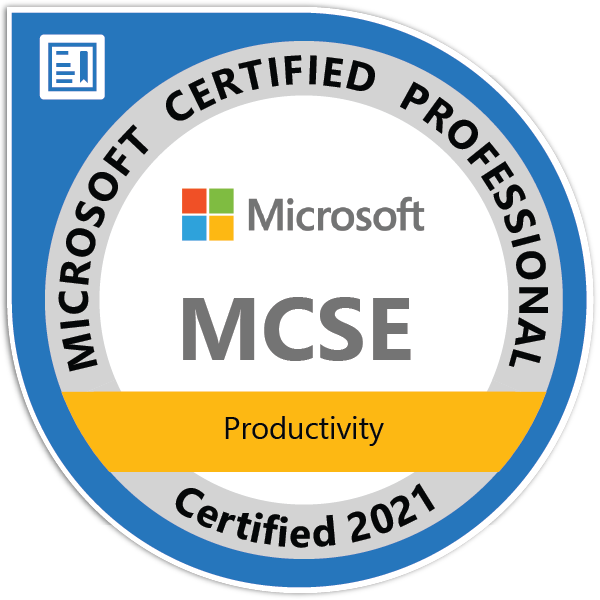 MICROSOFT CERTIFIED PROFESSIONAL
Microsoft
MCSE
Productivity
Certified 2021